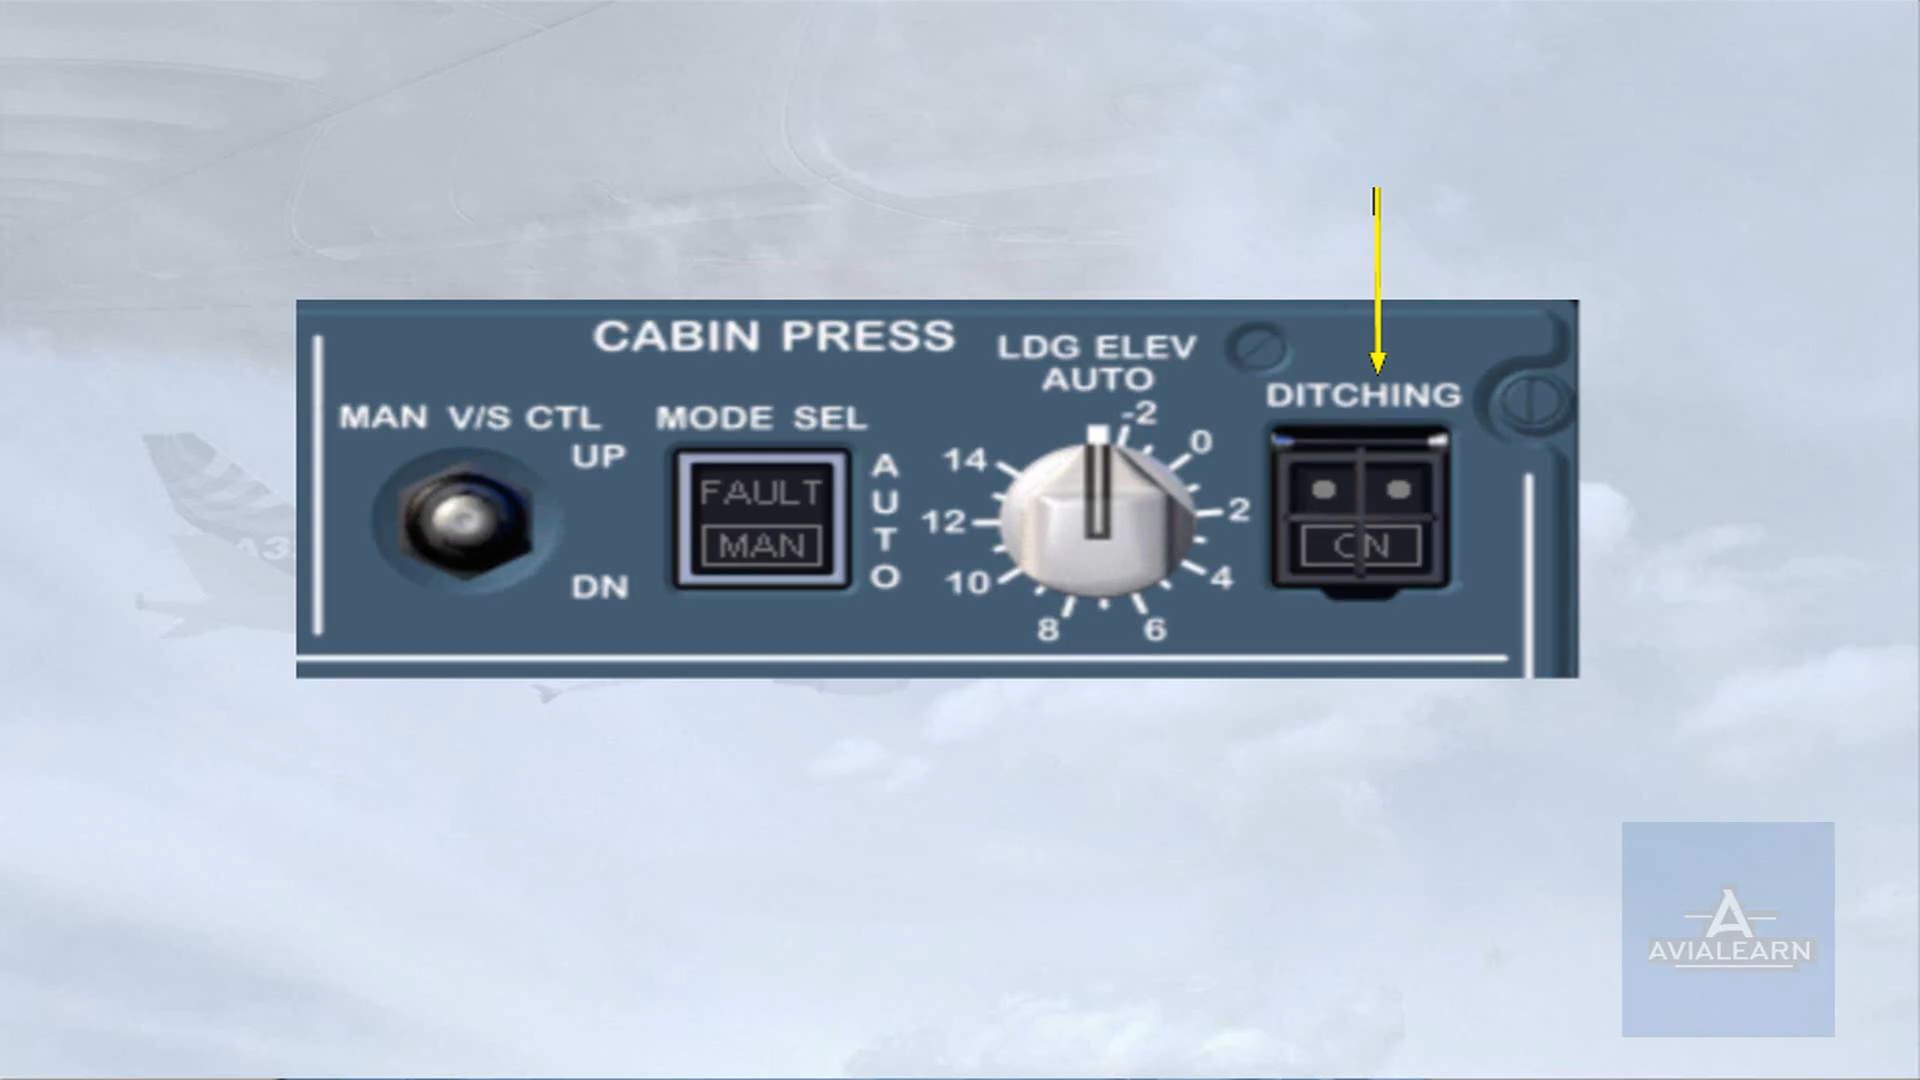 CABIN PRESS
LDG ELEV
AUTO
DITCHING
MAN V/S CTL
UP
DN
MODE SEL
FAULT
MAN
AUTO
-2
0
2
4
6
8
10
12
14
ON
A3
A
AVIALEARN